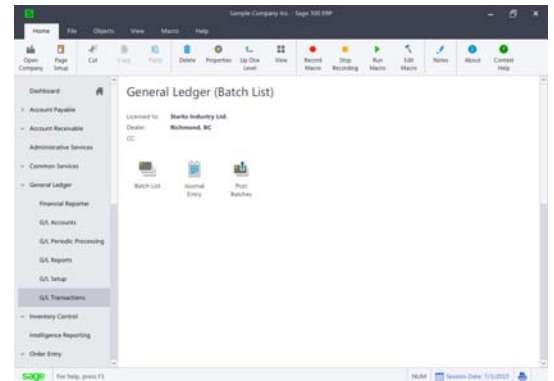 Sample Company Inc. - Sage 300 ERP
Home File Objects View Macro Help
Open Company Page Setup Cut Copy Paste Delete Properties Up One Level View Record Macro Stop Recording Run Macro Edit Macro Notes About Context Help
Dashboard
Account Payable
Account Receivable
Administrative Services
Common Services
General Ledger
Financial Reporter
G/L Accounts
G/L Periodic Processing
G/L Reports
G/L Setup
G/L Transactions
Inventory Control
Intelligence Reporting
Order Entry
General Ledger (Batch List)
Licensed to: Starks Industry Ltd.
Dealer: Richmond, BC
CC:
Batch List Journal Entry Post Batches
sage For help, press F1. NUM Session Date: 7/5/2019